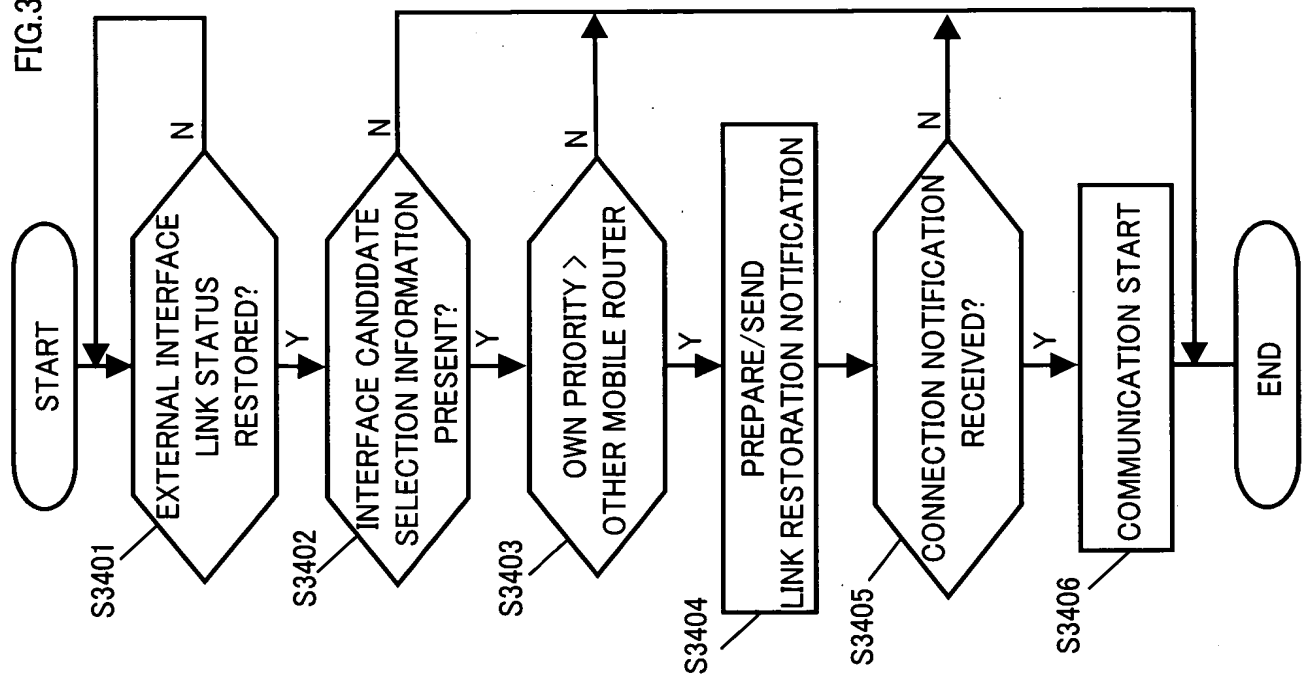 FIG.3
START
S3401
EXTERNAL INTERFACE
LINK STATUS
RESTORED?
N
Y
S3402
INTERFACE CANDIDATE
SELECTION INFORMATION
PRESENT?
N
Y
S3403
OWN PRIORITY >
OTHER MOBILE ROUTER
N
Y
S3404
PREPARE/SEND
LINK RESTORATION NOTIFICATION
S3405
CONNECTION NOTIFICATION
RECEIVED?
N
Y
S3406
COMMUNICATION START
END